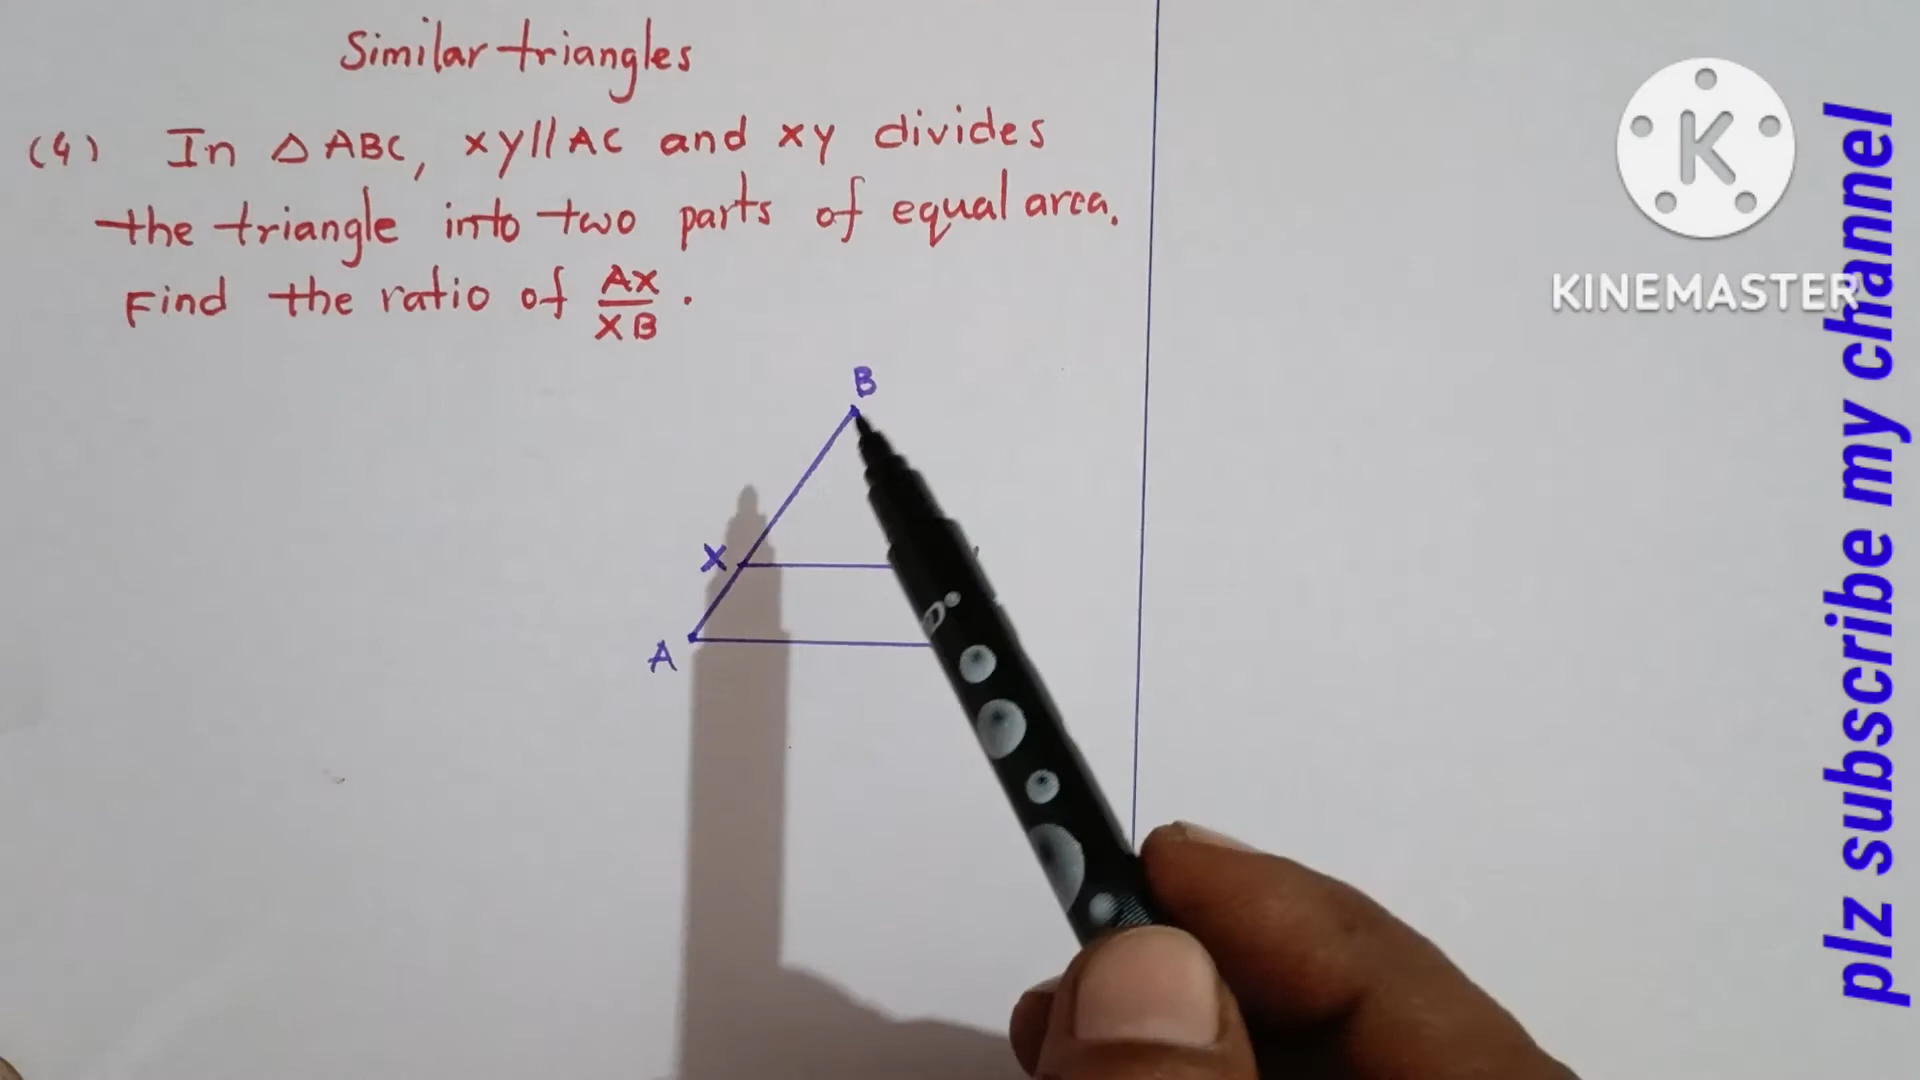 Similar triangles
(4) In △ ABC, xy||AC and xy divides
the triangle into two parts of equal area.
Find the ratio of AX/XB.
B
X
A
K
KINEMASTER
plz subscribe my channel